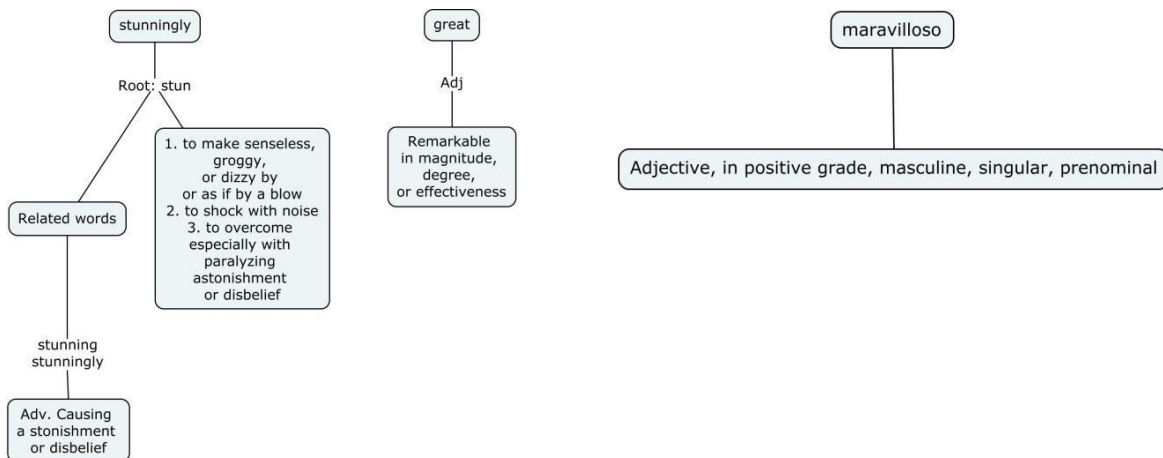 stunningly
Root: stun
1. to make senseless,
groggy,
or dizzy by
or as if by a blow
2. to shock with noise
3. to overcome
especially with
paralyzing
astonishment
or disbelief
Related words
stunning
stunningly
Adv. Causing
a stonishment
or disbelief
great
Adj
Remarkable
in magnitude,
degree,
or effectiveness
maravilloso
Adjective, in positive grade, masculine, singular, prenominal